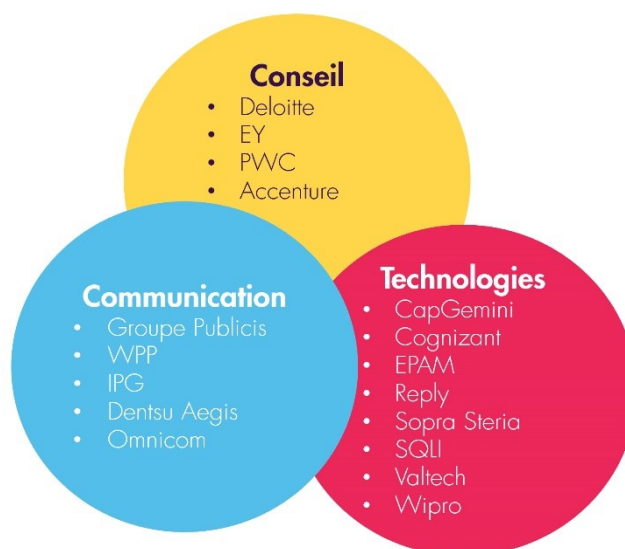 Conseil
• Deloitte
• EY
• PWC
• Accenture
Communication
• Groupe Publicis
• WPP
• IPG
• Dentsu Aegis
• Omnicom
Technologies
• CapGemini
• Cognizant
• EPAM
• Reply
• Sopra Steria
• SQLI
• Valtech
• Wipro